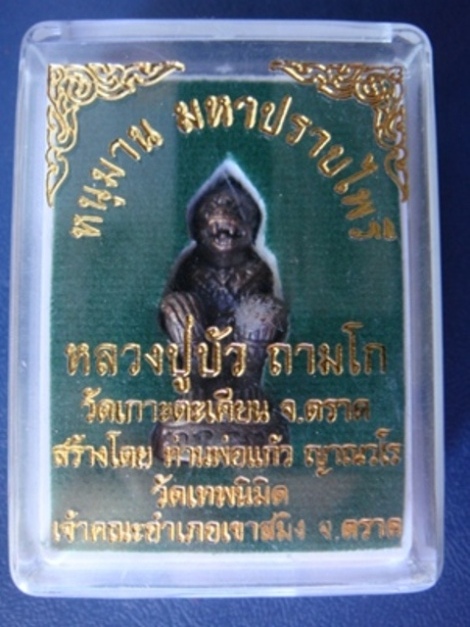 หนุมาน มหาปราบไพรี
หลวงปู่บัว ถามโก
วัดเกาะตะเคียน จ.ตราด
สร้างโดย ท่านพ่อแก้ว ญาณวโร
วัดเทพนิมิต
เจ้าคณะอำเภอเขาสมิง จ.ตราด